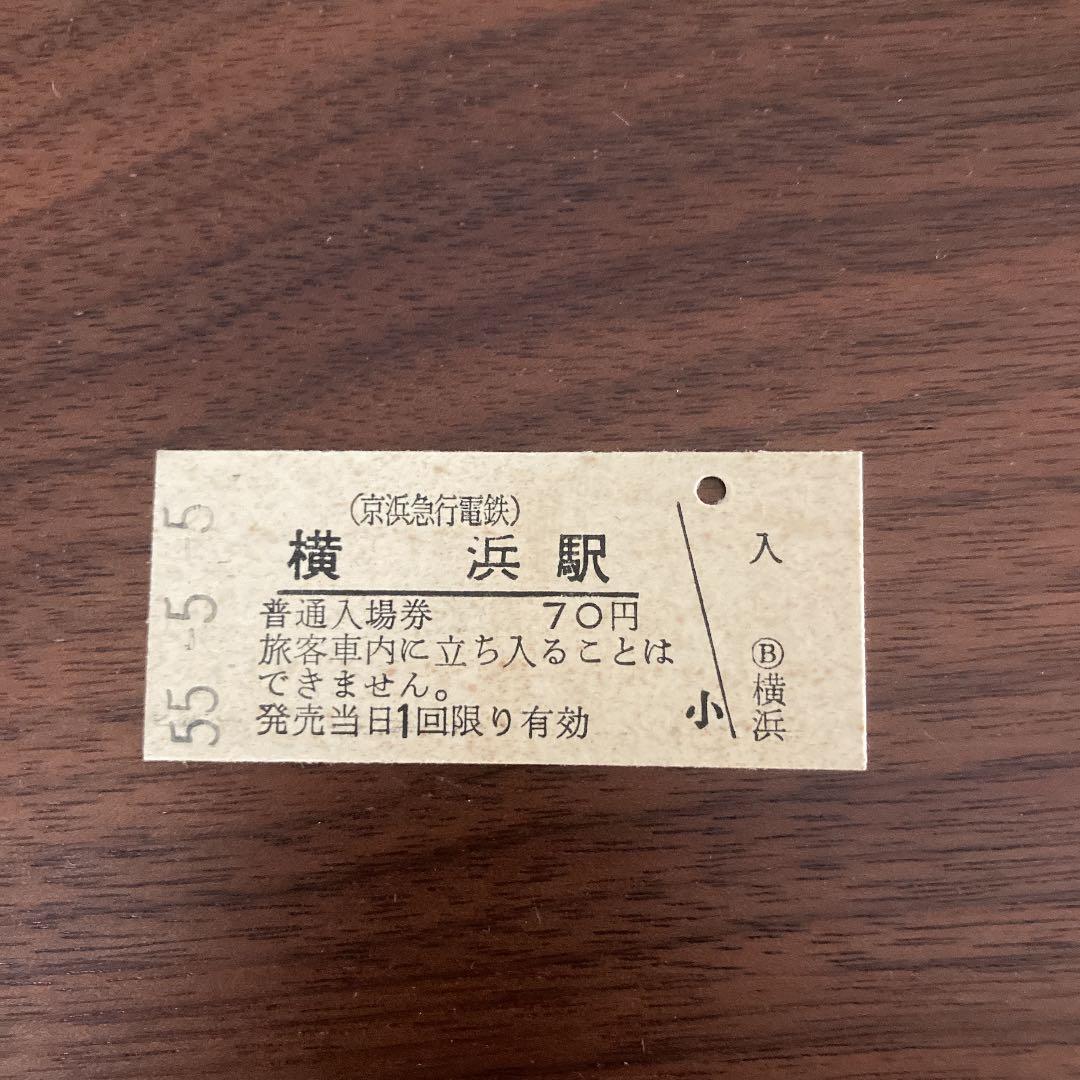 55.-5.-5
(京浜急行電鉄)
横浜駅
普通入場券 70円
旅客車内に立ち入ることは
できません。
発売当日1回限り有効
小
入
Ⓑ横浜